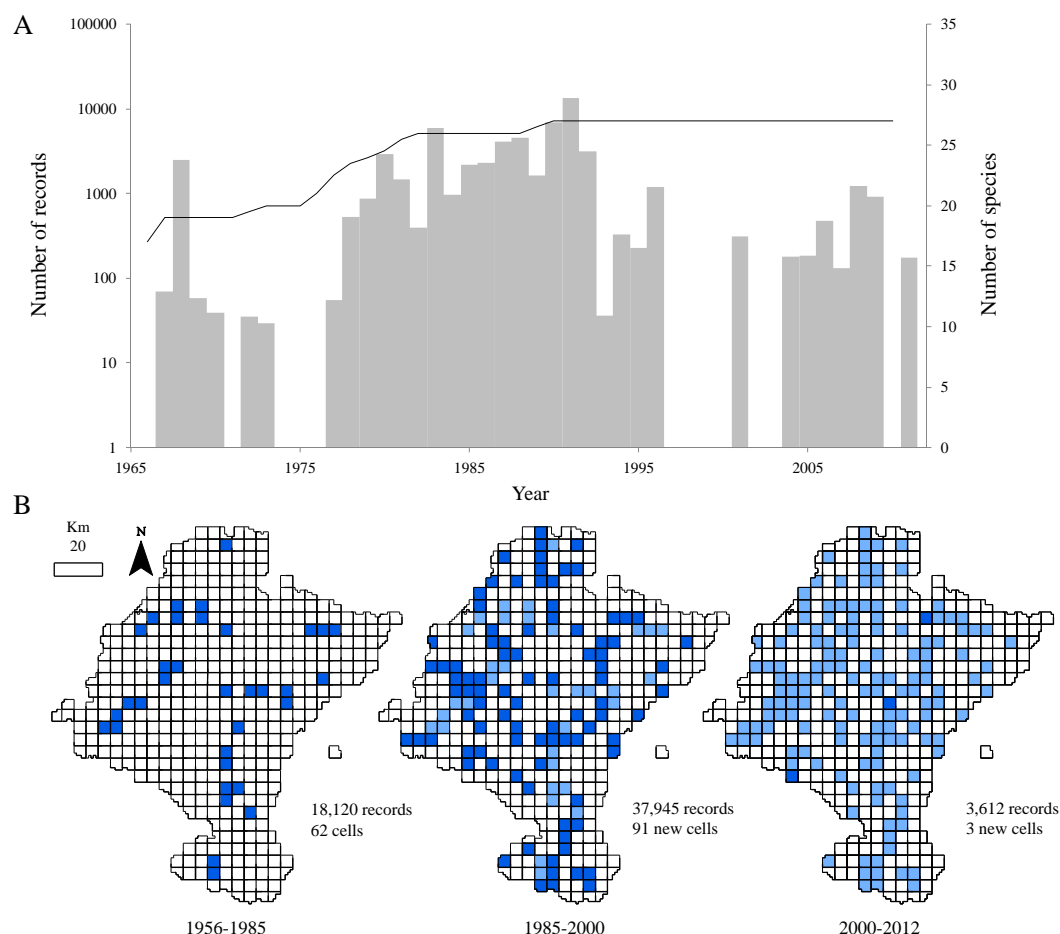 A
100000
10000
1000
100
10
1
Number of records
35
30
25
20
15
10
5
0
Number of species
1965
1975
1985
1995
2005
Year
B
Km
20
N
18,120 records
62 cells
37,945 records
91 new cells
3,612 records
3 new cells
1956-1985
1985-2000
2000-2012